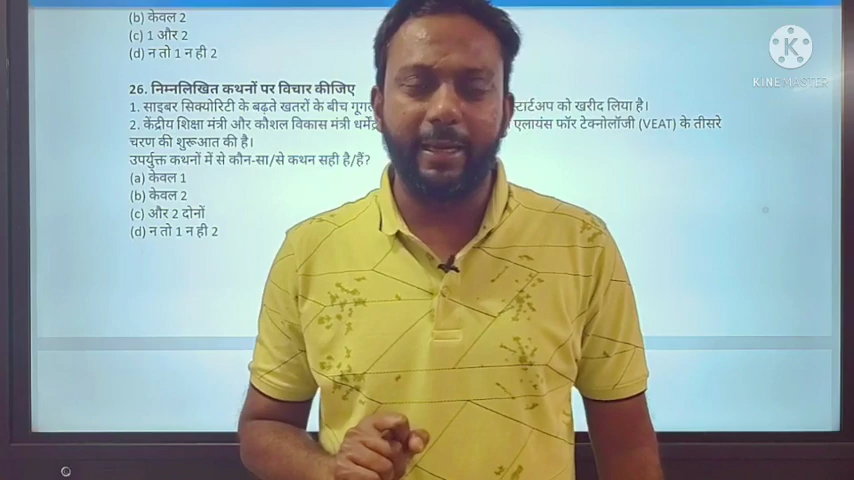 (b) केवल 2
(c) 1 और 2
(d) न तो 1 न ही 2
26. निम्नलिखित कथनों पर विचार कीजिए
1. साइबर सिक्योरिटी के बढ़ते खतरों के बीच गूगल स्टार्टअप को खरीद लिया है।
2. केंद्रीय शिक्षा मंत्री और कौशल विकास मंत्री एलायंस फॉर टेक्नोलॉजी (VEAT) के तीसरे
चरण की शुरूआत की है।
उपर्युक्त कथनों में से कौन-सा/से कथन सही है/हैं?
(a) केवल 1
(b) केवल 2
(c) और 2 दोनों
(d) न तो 1 न ही 2
K
KINEMASTER